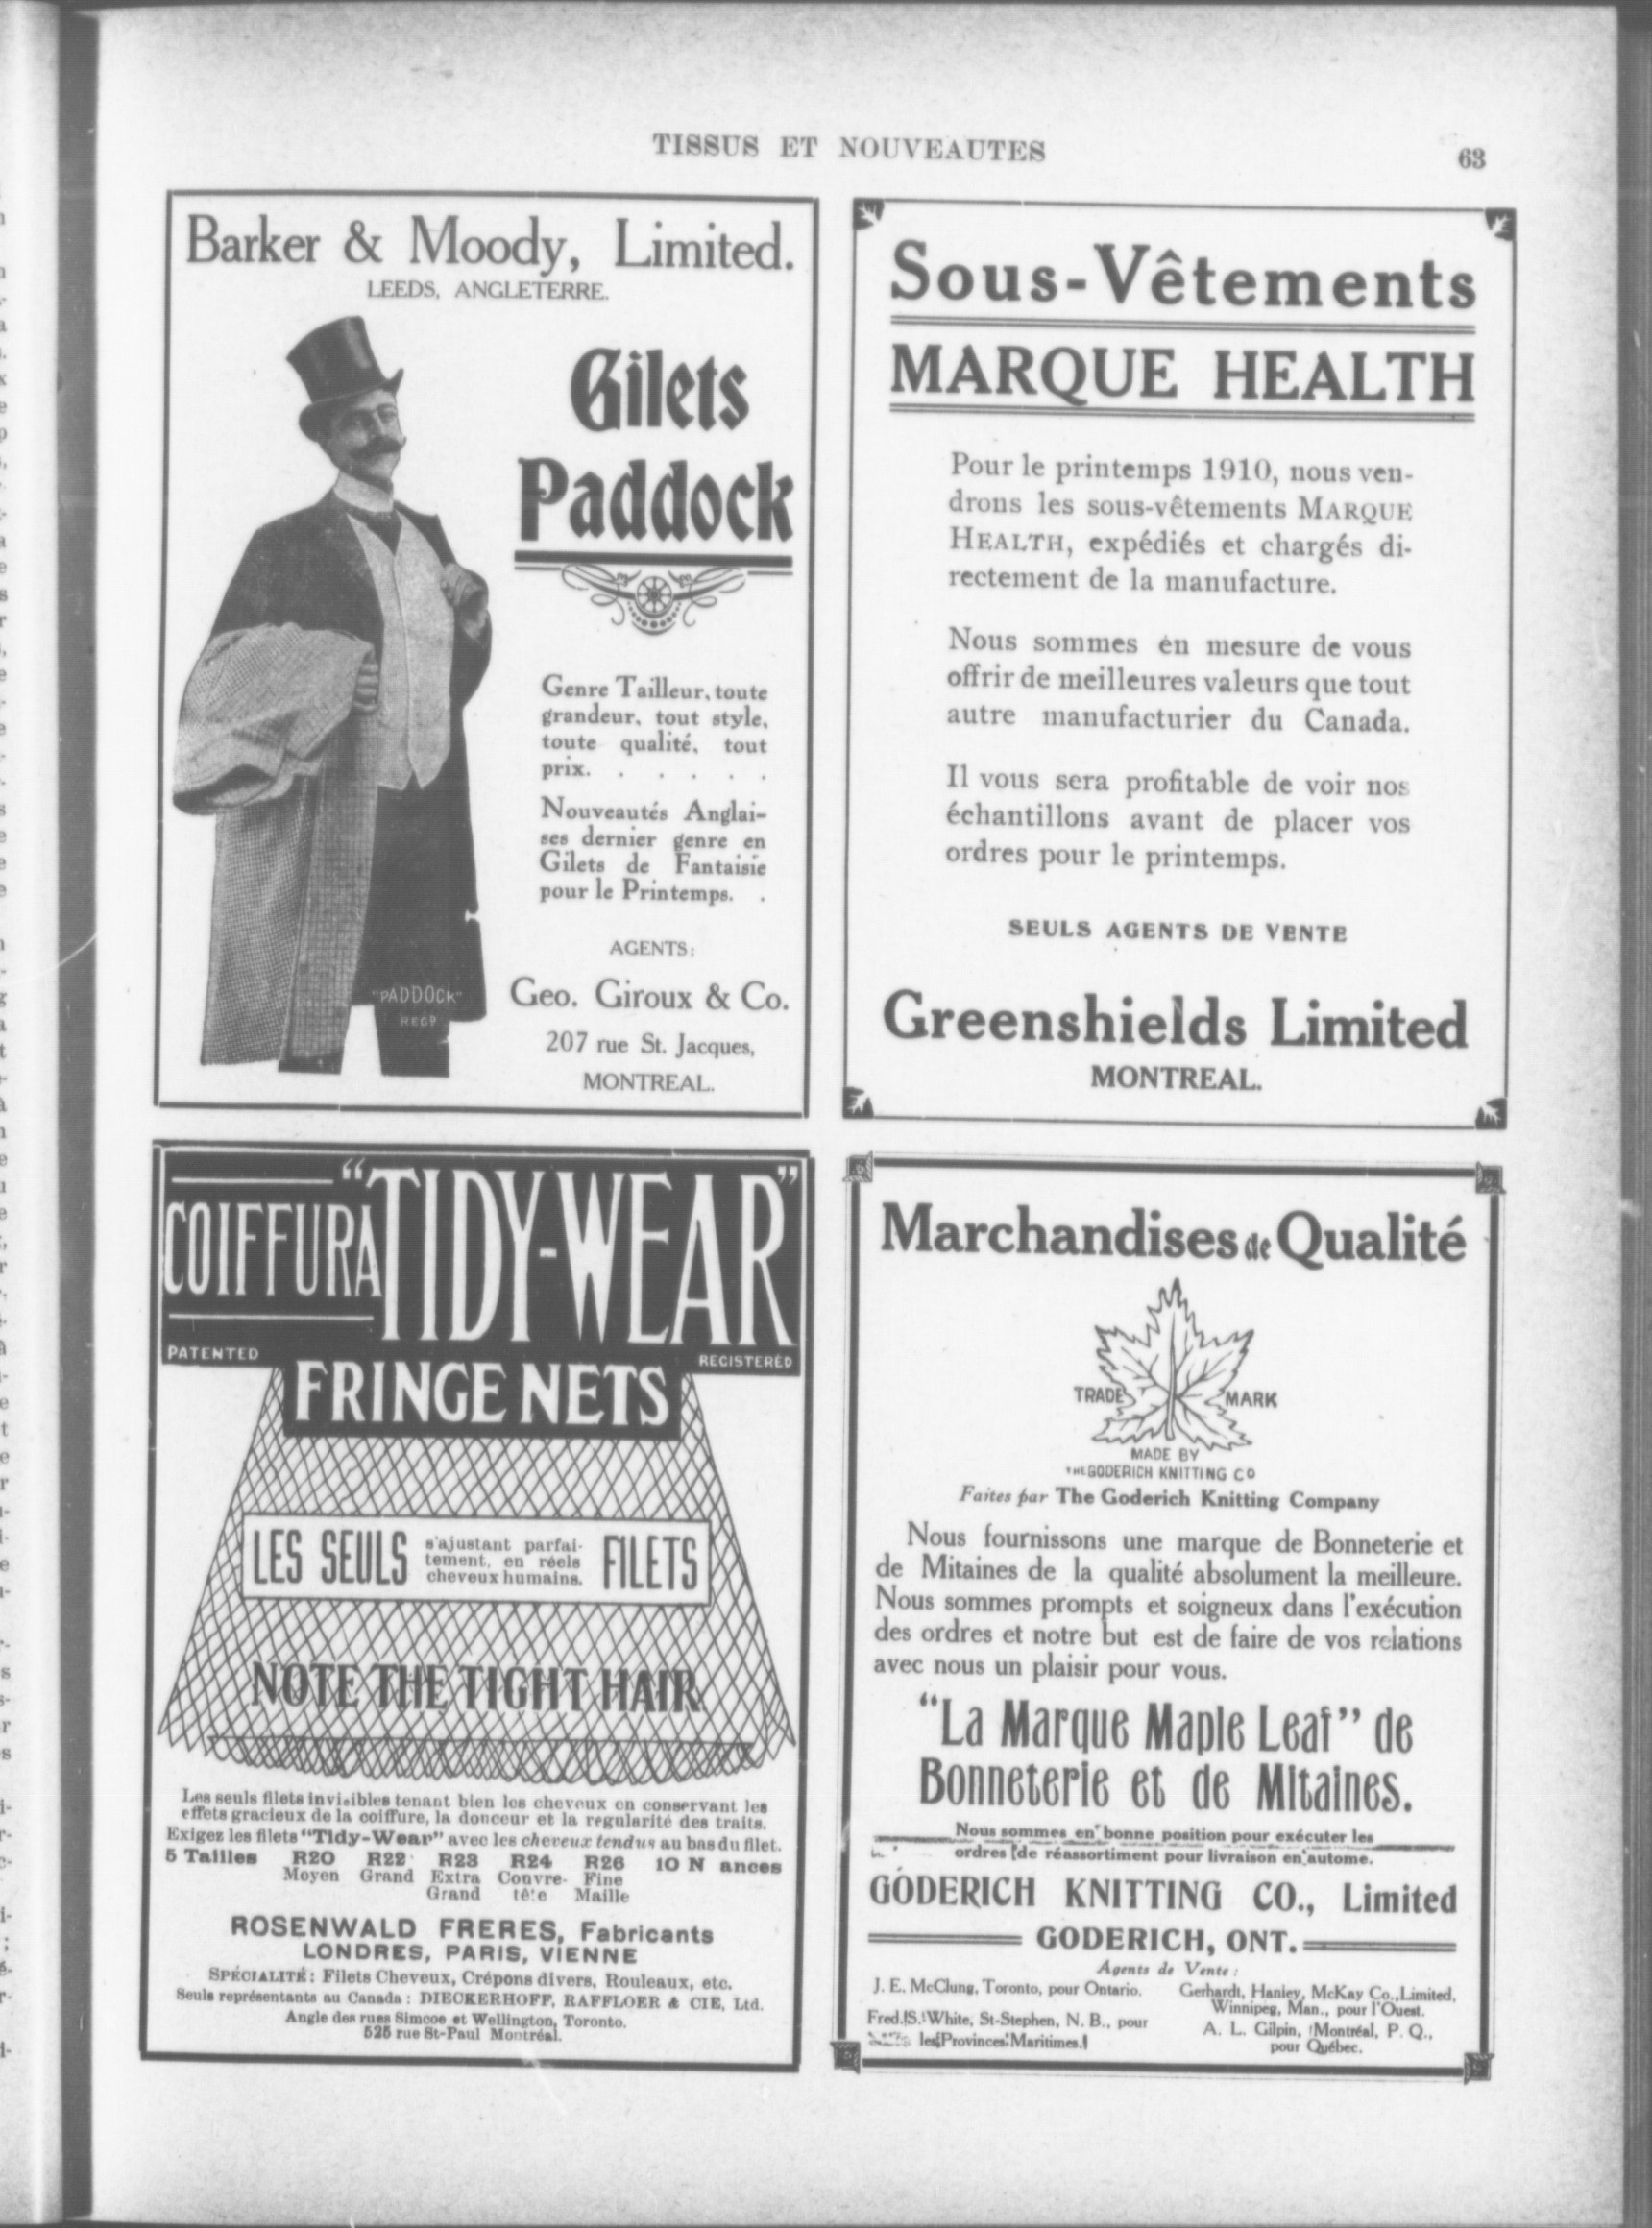 TISSUS ET NOUVEAUTES
63
Barker & Moody, Limited.
LEEDS, ANGLETERRE.
Gilets
Paddock
Genre Tailleur, toute
grandeur, tout style,
toute qualité, tout
prix. . . . . .
Nouveautés Anglai-
ses dernier genre en
Gilets de Fantaisie
pour le Printemps. .
AGENTS:
Geo. Giroux & Co.
207 rue St. Jacques,
MONTREAL.
"PADDOCK"
REGD
Sous-Vêtements
MARQUE HEALTH
Pour le printemps 1910, nous ven-
drons les sous-vêtements MARQUE
HEALTH, expédiés et chargés di-
rectement de la manufacture.
Nous sommes en mesure de vous
offrir de meilleures valeurs que tout
autre manufacturier du Canada.
Il vous sera profitable de voir nos
échantillons avant de placer vos
ordres pour le printemps.
SEULS AGENTS DE VENTE
Greenshields Limited
MONTREAL.
COIFFURA "TIDY-WEAR"
PATENTED
REGISTERED
FRINGE NETS
LES SEULS s'ajustant parfai-
tement, en réels
cheveux humains. FILETS
NOTE THE TIGHT HAIR
Les seuls filets invisibles tenant bien les cheveux en conservant les
effets gracieux de la coiffure, la douceur et la régularité des traits.
Exigez les filets "Tidy-Wear" avec les cheveux tendus au bas du filet.
5 Tailles R20 R22 R23 R24 R26 10 N ances
Moyen Grand Extra Couvre- Fine
Grand tête Maille
ROSENWALD FRERES, Fabricants
LONDRES, PARIS, VIENNE
SPÉCIALITÉ: Filets Cheveux, Crépons divers, Rouleaux, etc.
Seuls représentants au Canada: DIECKERHOFF, RAFFLOER & CIE, Ltd.
Angle des rues Simcoe et Wellington, Toronto.
525 rue St-Paul Montréal.
Marchandises de Qualité
TRADE MARK
MADE BY
THE GODERICH KNITTING CO
Faites par The Goderich Knitting Company
Nous fournissons une marque de Bonneterie et
de Mitaines de la qualité absolument la meilleure.
Nous sommes prompts et soigneux dans l'exécution
des ordres et notre but est de faire de vos relations
avec nous un plaisir pour vous.
"La Marque Maple Leaf" de
Bonneterie et de Mitaines.
Nous sommes en bonne position pour exécuter les
ordres de réassortiment pour livraison en autome.
GODERICH KNITTING CO., Limited
GODERICH, ONT.
Agents de Vente:
J. E. McClung, Toronto, pour Ontario.
Fred. S. White, St-Stephen, N. B., pour
les Provinces Maritimes.
Gerhardt, Hanley, McKay Co., Limited,
Winnipeg, Man., pour l'Ouest.
A. L. Gilpin, Montréal, P. Q.,
pour Québec.